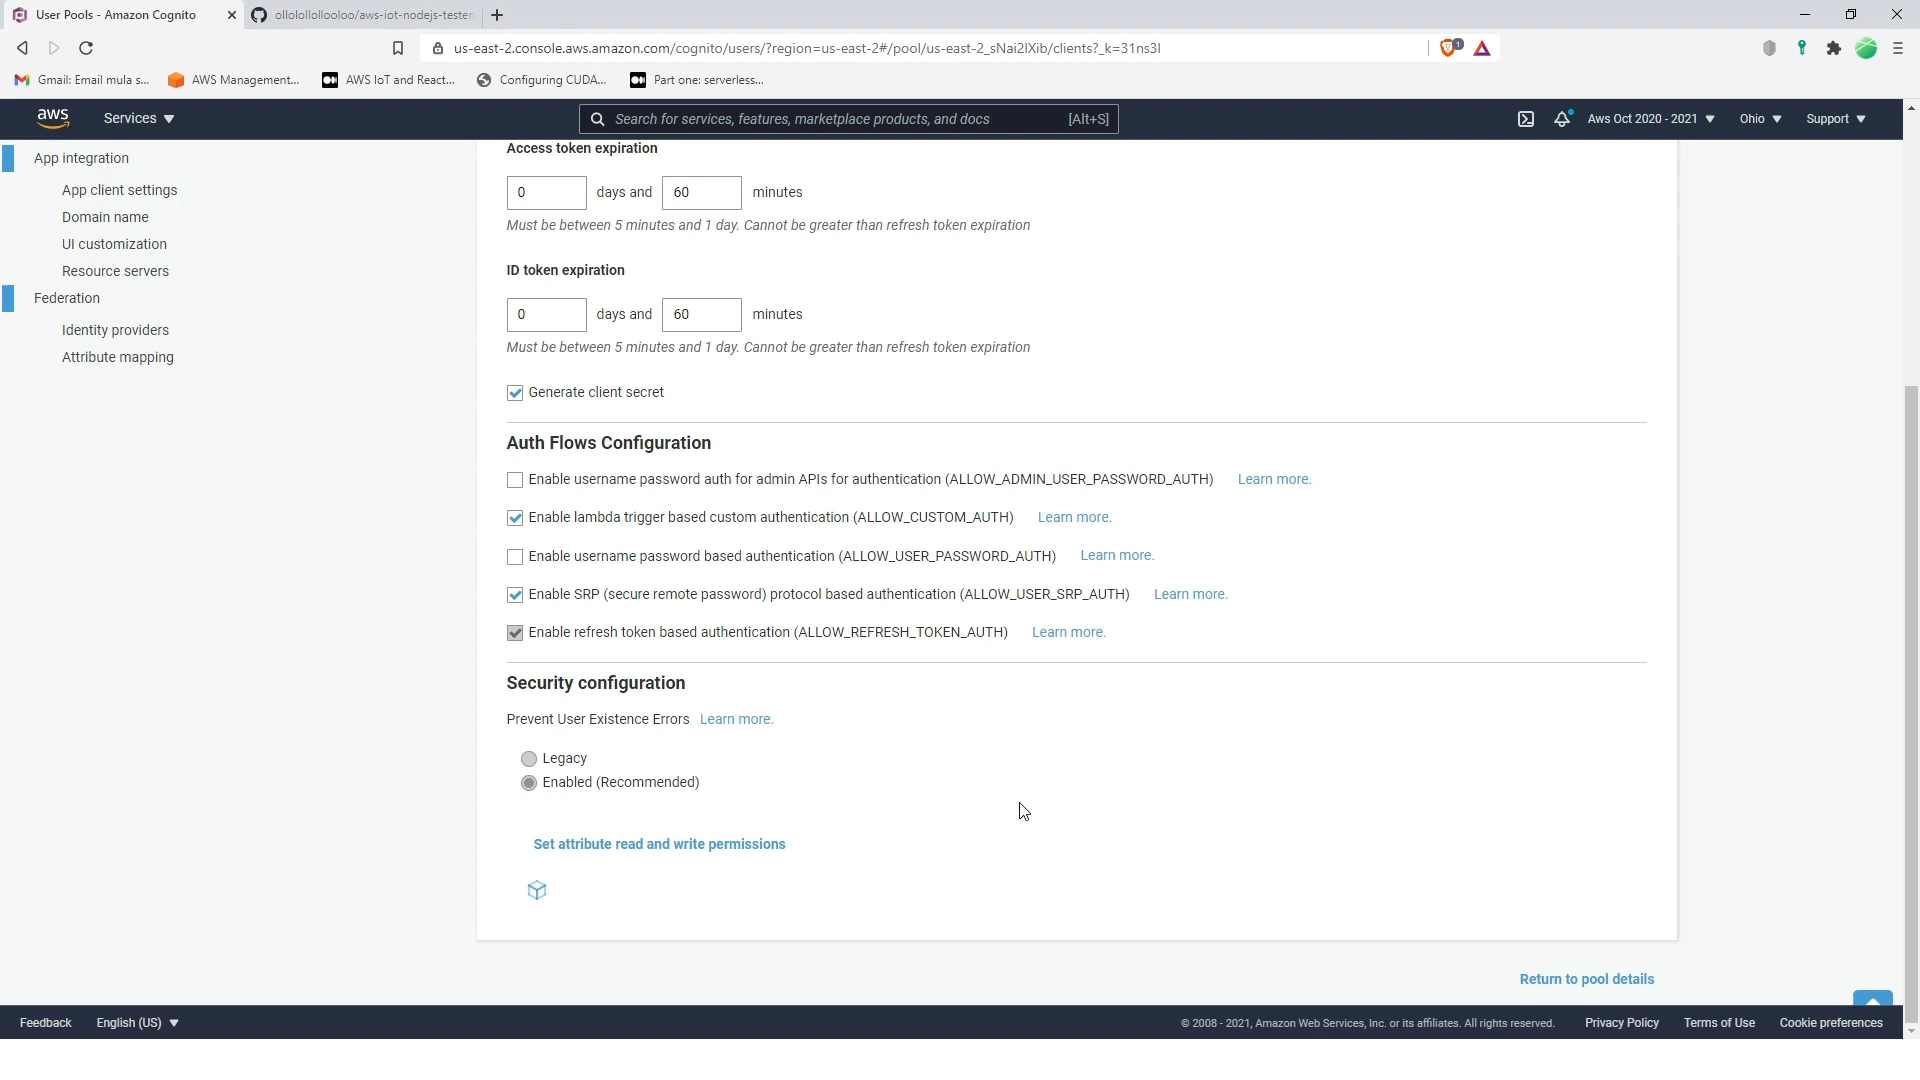 User Pools - Amazon Cognito
ollolollollooloo/aws-iot-nodejs-tester
us-east-2.console.aws.amazon.com/cognito/users/?region=us-east-2#/pool/us-east-2_sNai2lXib/clients?_k=31ns3l
1
Gmail: Email mula s...
AWS Management...
AWS IoT and React...
Configuring CUDA...
Part one: serverless...
aws
Services
Search for services, features, marketplace products, and docs
[Alt+S]
Aws Oct 2020 - 2021
Ohio
Support
App integration
App client settings
Domain name
UI customization
Resource servers
Federation
Identity providers
Attribute mapping
Access token expiration
0 days and 60 minutes
Must be between 5 minutes and 1 day. Cannot be greater than refresh token expiration
ID token expiration
0 days and 60 minutes
Must be between 5 minutes and 1 day. Cannot be greater than refresh token expiration
Generate client secret
Auth Flows Configuration
Enable username password auth for admin APIs for authentication (ALLOW_ADMIN_USER_PASSWORD_AUTH) Learn more.
Enable lambda trigger based custom authentication (ALLOW_CUSTOM_AUTH) Learn more.
Enable username password based authentication (ALLOW_USER_PASSWORD_AUTH) Learn more.
Enable SRP (secure remote password) protocol based authentication (ALLOW_USER_SRP_AUTH) Learn more.
Enable refresh token based authentication (ALLOW_REFRESH_TOKEN_AUTH) Learn more.
Security configuration
Prevent User Existence Errors Learn more.
Legacy
Enabled (Recommended)
Set attribute read and write permissions
Return to pool details
Feedback
English (US)
© 2008 - 2021, Amazon Web Services, Inc. or its affiliates. All rights reserved.
Privacy Policy
Terms of Use
Cookie preferences